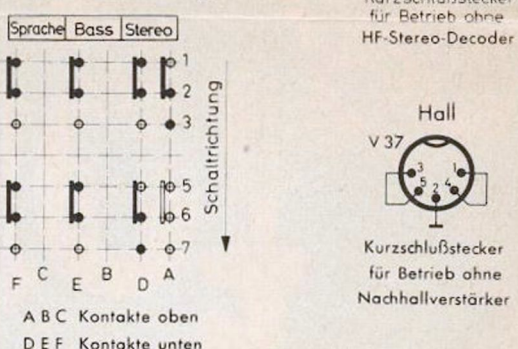 Sprache Bass Stereo
1
2
3
5
6
7
Schaltrichtung
F C E B D A
A B C Kontakte oben
D E F Kontakte unten
für Betrieb ohne
HF-Stereo-Decoder
Hall
V 37
3 1
5 2 4
Kurzschlußstecker
für Betrieb ohne
Nachhallverstärker